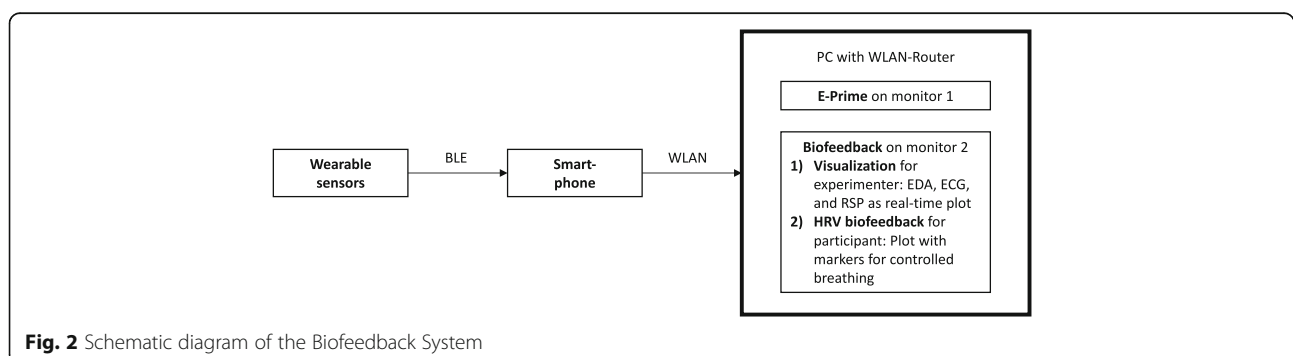 PC with WLAN-Router
E-Prime on monitor 1
Wearable
sensors
BLE
Smart-
phone
WLAN
Biofeedback on monitor 2
1) Visualization for
experimenter: EDA, ECG,
and RSP as real-time plot
2) HRV biofeedback for
participant: Plot with
markers for controlled
breathing
Fig. 2 Schematic diagram of the Biofeedback System